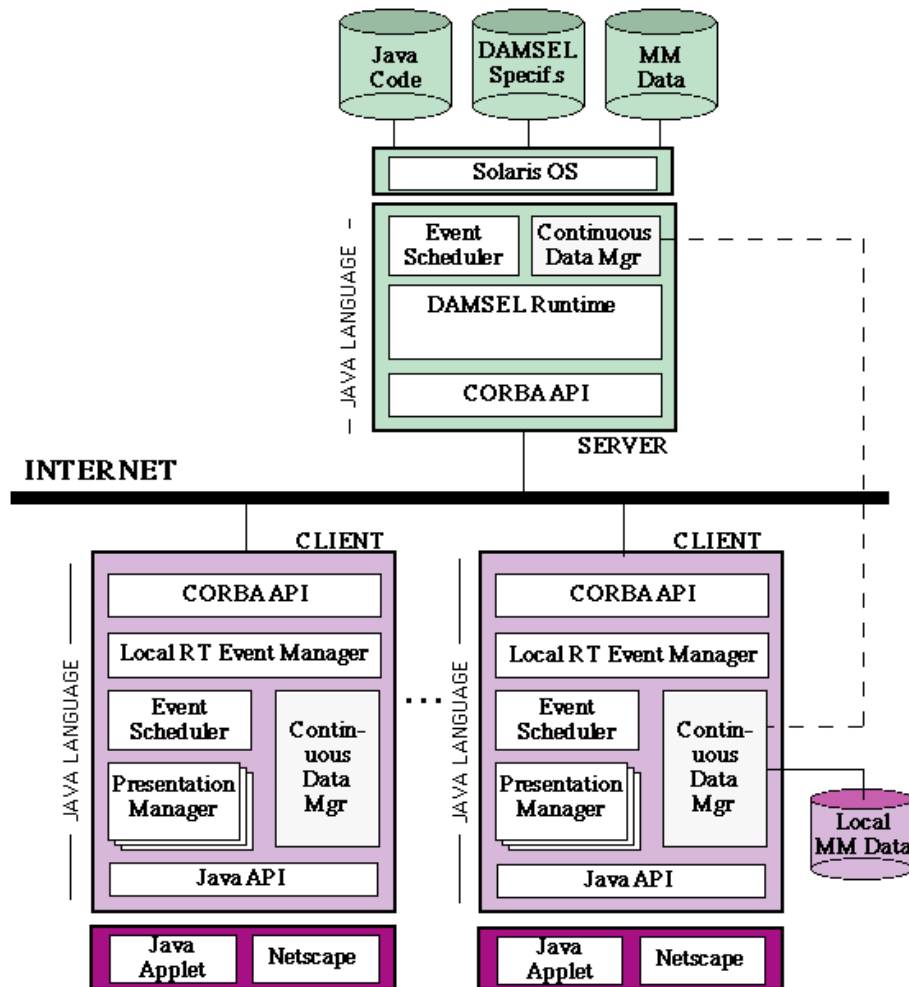 Java
Code
DAMSEL
Specif.s
MM
Data
Solaris OS
JAVA LANGUAGE
Event
Scheduler
Continuous
Data Mgr
DAMSEL Runtime
CORBA API
SERVER
INTERNET
CLIENT
JAVA LANGUAGE
CORBA API
Local RT Event Manager
Event
Scheduler
Contin-
uous
Data
Mgr
Presentation
Manager
Java API
Java
Applet
Netscape
...
CLIENT
JAVA LANGUAGE
CORBA API
Local RT Event Manager
Event
Scheduler
Contin-
uous
Data
Mgr
Presentation
Manager
Java API
Java
Applet
Netscape
Local
MM Data